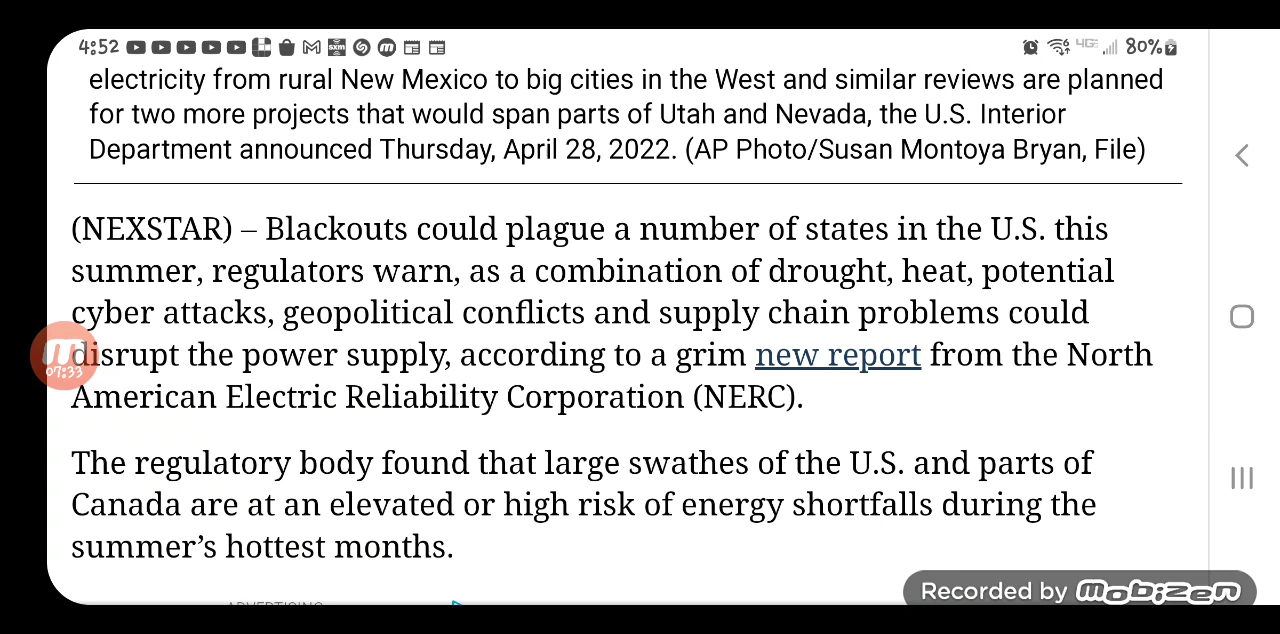 4:52 sxm 4GE 80%
electricity from rural New Mexico to big cities in the West and similar reviews are planned
for two more projects that would span parts of Utah and Nevada, the U.S. Interior
Department announced Thursday, April 28, 2022. (AP Photo/Susan Montoya Bryan, File)
(NEXSTAR) – Blackouts could plague a number of states in the U.S. this
summer, regulators warn, as a combination of drought, heat, potential
cyber attacks, geopolitical conflicts and supply chain problems could
disrupt the power supply, according to a grim new report from the North
07:33
American Electric Reliability Corporation (NERC).
The regulatory body found that large swathes of the U.S. and parts of
Canada are at an elevated or high risk of energy shortfalls during the
summer’s hottest months.
Recorded by mobizen
ADVERTISING